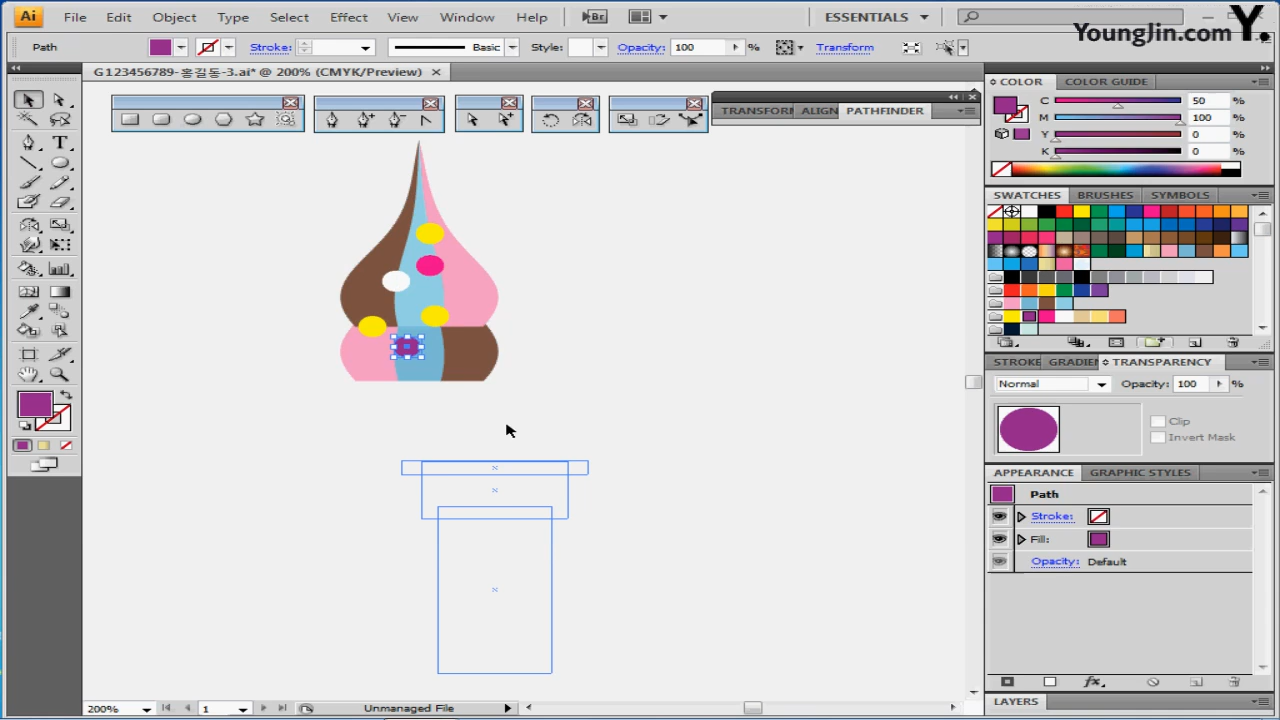 Ai File Edit Object Type Select Effect View Window Help Br ESSENTIALS
YoungJin.com Y.
Path Stroke: Basic Style: Opacity: 100 % Transform
G123456789-홍길동-3.ai* @ 200% (CMYK/Preview)
TRANSFORM ALIGN PATHFINDER
COLOR COLOR GUIDE
C 50 %
M 100 %
Y 0 %
K 0 %
SWATCHES BRUSHES SYMBOLS
STROKE GRADIEN TRANSPARENCY
Normal Opacity: 100 %
Clip
Invert Mask
APPEARANCE GRAPHIC STYLES
Path
Stroke:
Fill:
Opacity: Default
LAYERS
200% 1 Unmanaged File